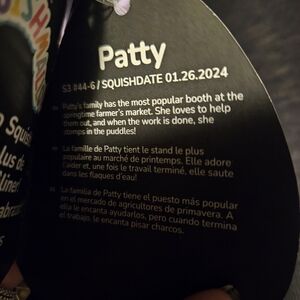 Patty
S3 #44-6 / SQUISHDATE 01.26.2024
Patty's family has the most popular booth at the
springtime farmer's market. She loves to help
them out, and when the work is done, she
stomps in the puddles!
La famille de Patty tient le stand le plus
populaire au marché de printemps. Elle adore
l'aider et, une fois le travail terminé, elle saute
dans les flaques d'eau!
La familia de Patty tiene el puesto más popular
en el mercado de agricultores de primavera. A
ella le encanta ayudarlos, pero cuando termina
el trabajo, le encanta pisar charcos.
o Squis
lus de